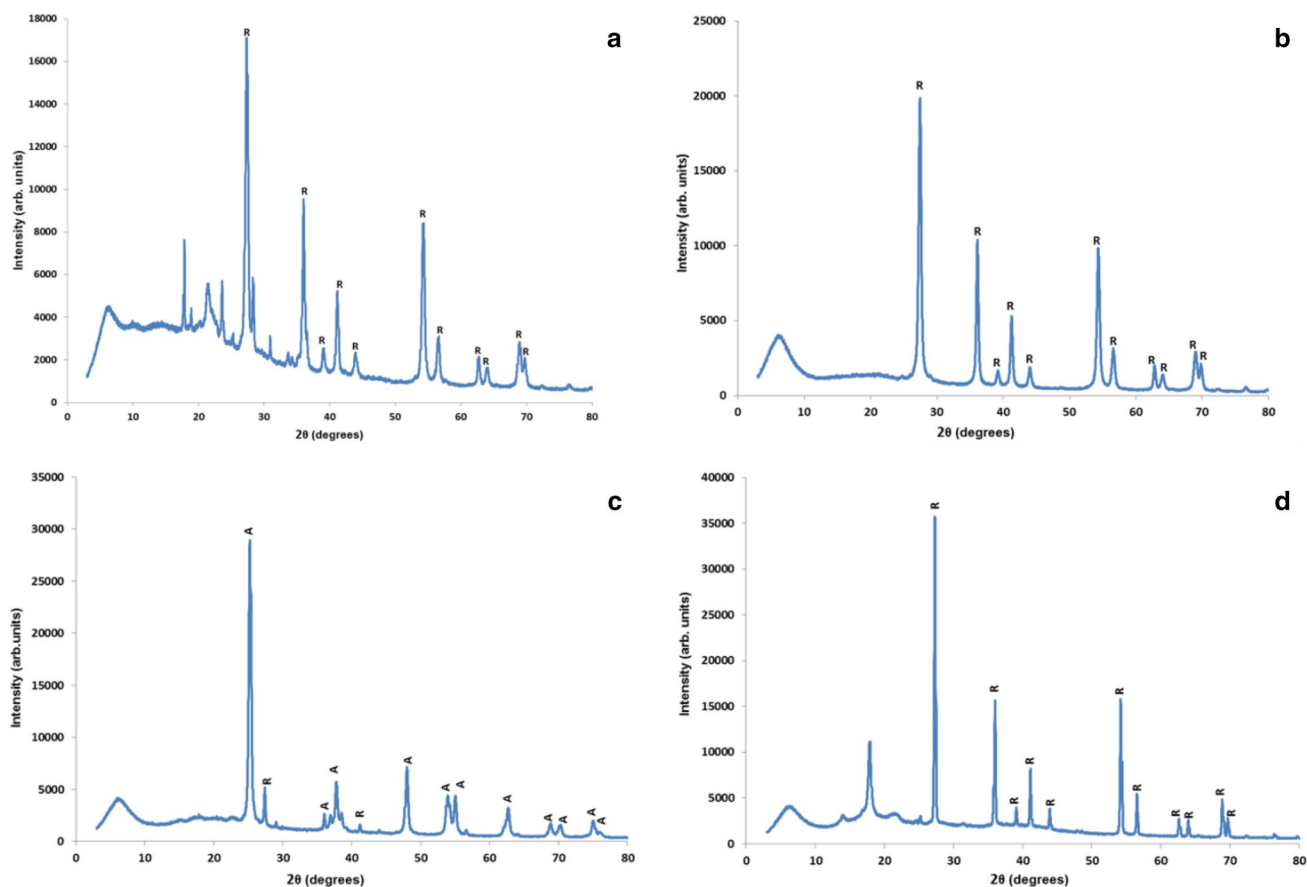 a
18000
16000
14000
12000
10000
8000
6000
4000
2000
0
Intensity (arb. units)
R
R
R
R
R
R
R
R
R
R
R
0 10 20 30 40 50 60 70 80
2θ (degrees)
b
25000
20000
15000
10000
5000
0
Intensity (arb. units)
R
R
R
R
R
R
R
R
R
R
R
0 10 20 30 40 50 60 70 80
2θ (degrees)
c
35000
30000
25000
20000
15000
10000
5000
0
Intensity (arb.units)
A
R
A
A
R
A
A
A
A
A
A
A
A
0 10 20 30 40 50 60 70 80
2θ (degrees)
d
40000
35000
30000
25000
20000
15000
10000
5000
0
Intensity (arb. units)
R
R
R
R
R
R
R
R
R
R
R
0 10 20 30 40 50 60 70 80
2θ (degrees)